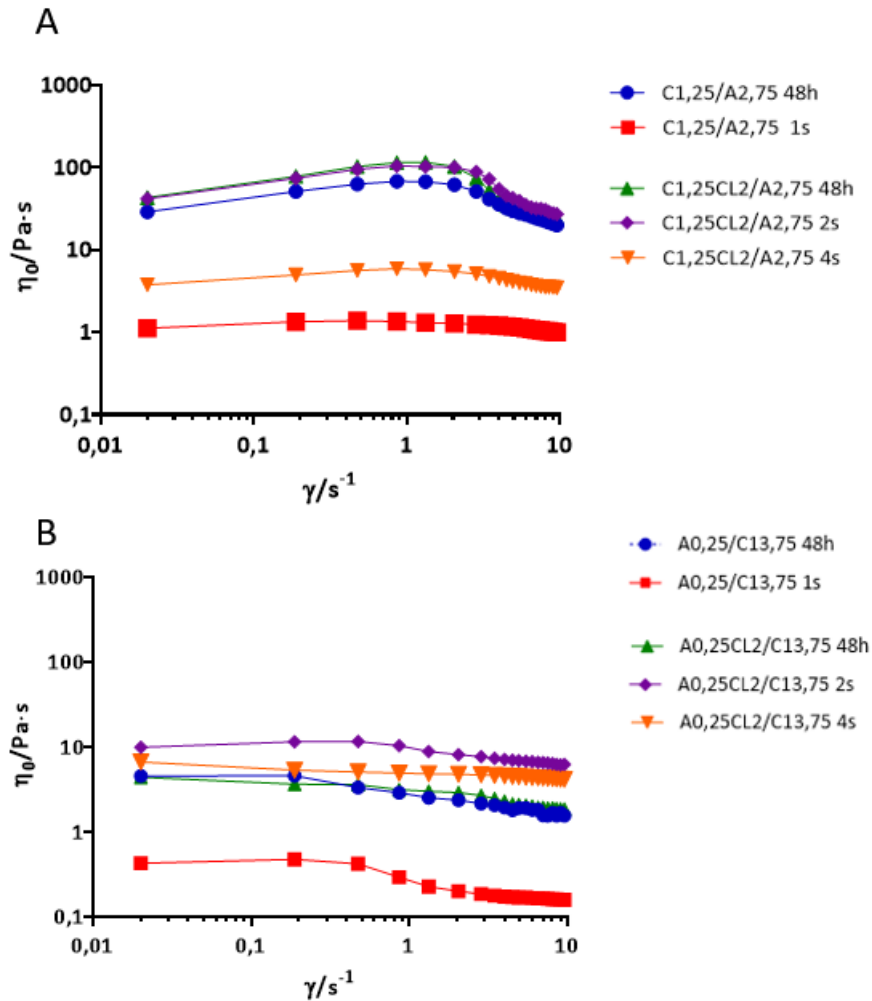 A
1000
100
10
1
0,1
0,01
0,1
1
10
η0/Pa·s
γ/s-1
C1,25/A2,75 48h
C1,25/A2,75 1s
C1,25CL2/A2,75 48h
C1,25CL2/A2,75 2s
C1,25CL2/A2,75 4s
B
1000
100
10
1
0,1
0,01
0,1
1
10
η0/Pa·s
γ/s-1
A0,25/C13,75 48h
A0,25/C13,75 1s
A0,25CL2/C13,75 48h
A0,25CL2/C13,75 2s
A0,25CL2/C13,75 4s